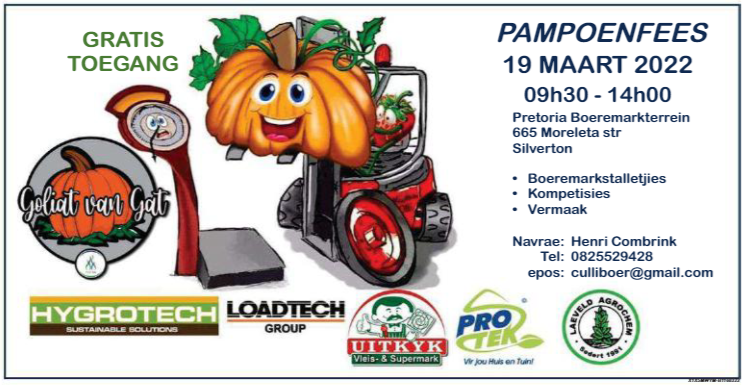 GRATIS
TOEGANG
PAMPOENFEES
19 MAART 2022
09h30 - 14h00
Pretoria Boeremarkterrein
665 Moreleta str
Silverton
• Boeremarkstalletjies
• Kompetisies
• Vermaak
Navrae: Henri Combrink
Tel: 0825529428
epos: culliboer@gmail.com
Goliat van Gat
HYGROTECH
SUSTAINABLE SOLUTIONS
LOADTECH
GROUP
UITKYK
Vleis- & Supermark
PRO
TEK
Vir Jou Huis en Tuin!
LAEVELD AGROCHEM
Sedert 1991